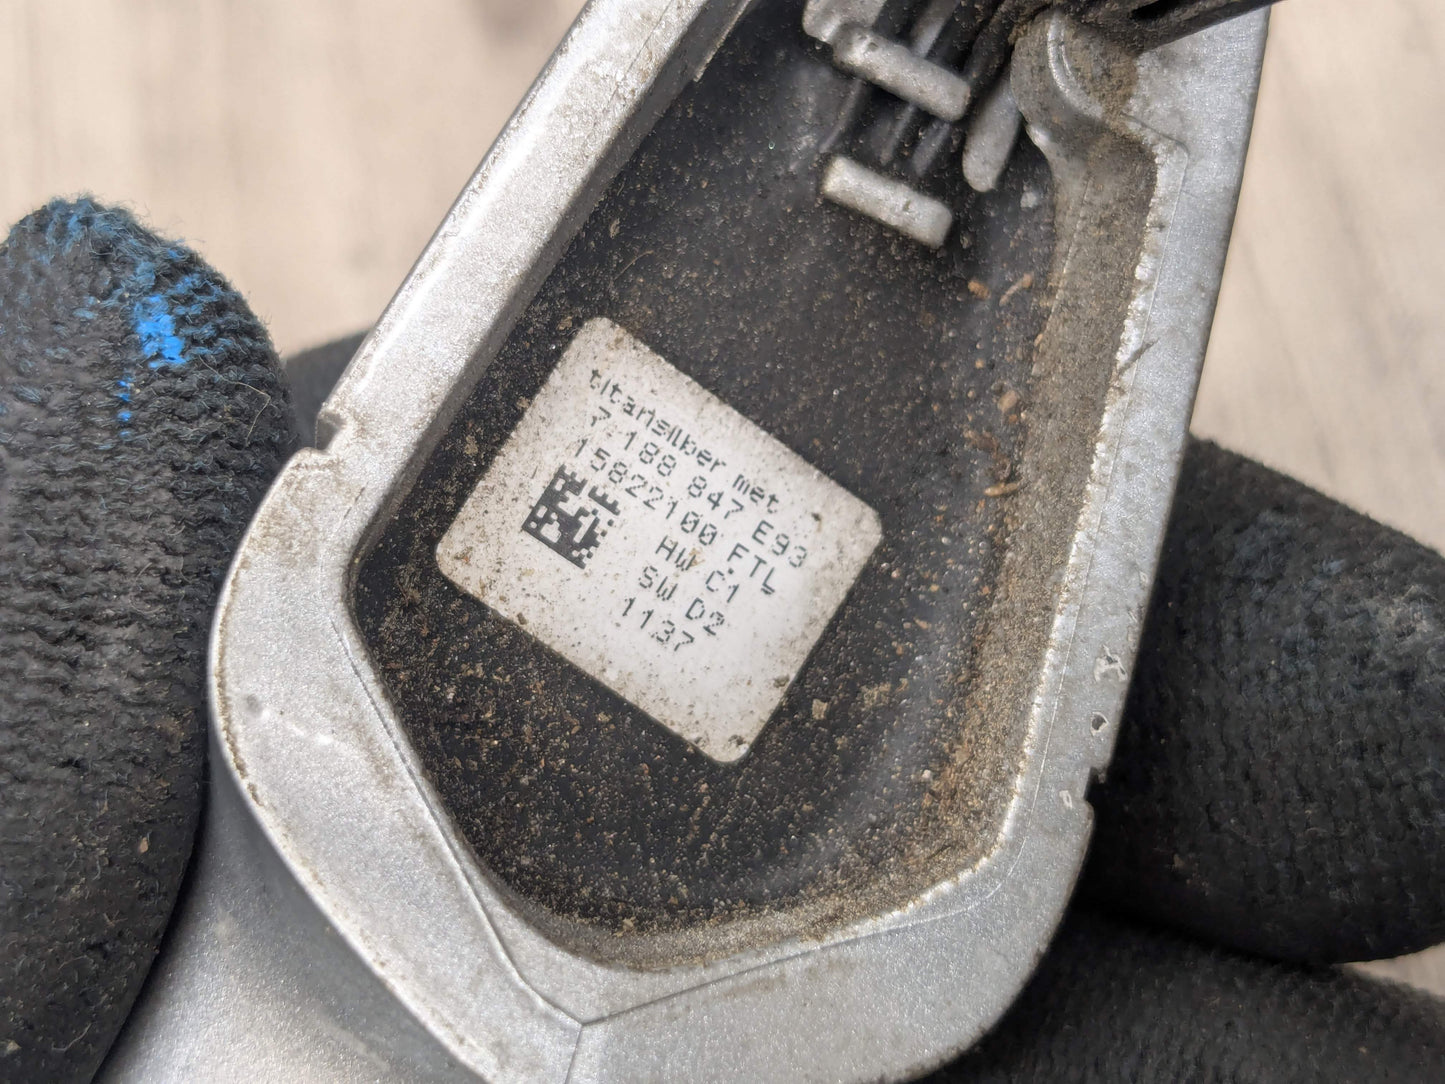 titansilber met
7 188 847 E93
15822100 FTL
HW C1
SW D2
1137